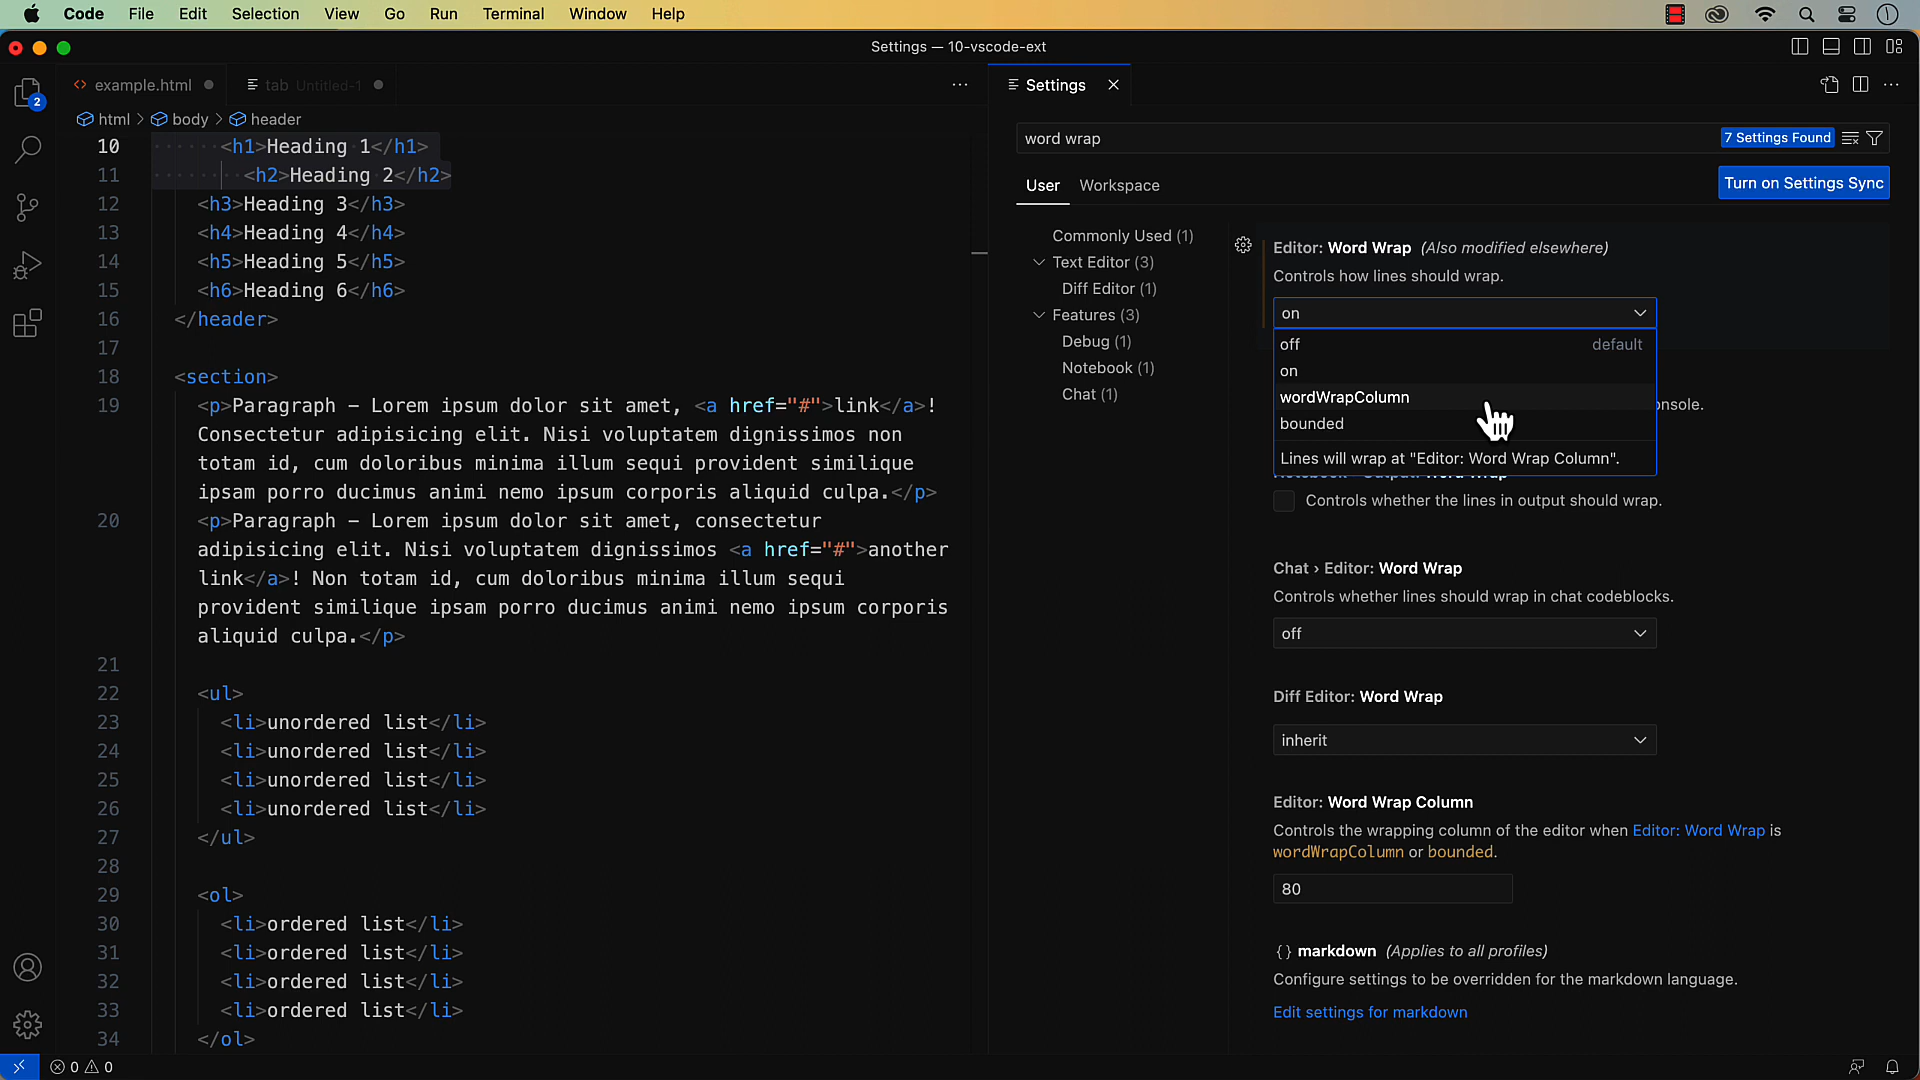 Code File Edit Selection View Go Run Terminal Window Help
Settings — 10-vscode-ext
2
example.html
tab Untitled-1
html > body > header
10 <h1>Heading 1</h1>
11 <h2>Heading 2</h2>
12 <h3>Heading 3</h3>
13 <h4>Heading 4</h4>
14 <h5>Heading 5</h5>
15 <h6>Heading 6</h6>
16 </header>
17
18 <section>
19 <p>Paragraph – Lorem ipsum dolor sit amet, <a href="#">link</a>!
Consectetur adipisicing elit. Nisi voluptatem dignissimos non
totam id, cum doloribus minima illum sequi provident similique
ipsam porro ducimus animi nemo ipsum corporis aliquid culpa.</p>
20 <p>Paragraph – Lorem ipsum dolor sit amet, consectetur
adipisicing elit. Nisi voluptatem dignissimos <a href="#">another
link</a>! Non totam id, cum doloribus minima illum sequi
provident similique ipsam porro ducimus animi nemo ipsum corporis
aliquid culpa.</p>
21
22 <ul>
23 <li>unordered list</li>
24 <li>unordered list</li>
25 <li>unordered list</li>
26 <li>unordered list</li>
27 </ul>
28
29 <ol>
30 <li>ordered list</li>
31 <li>ordered list</li>
32 <li>ordered list</li>
33 <li>ordered list</li>
34 </ol>
0 0
Settings
word wrap
7 Settings Found
User Workspace
Turn on Settings Sync
Commonly Used (1)
Text Editor (3)
Diff Editor (1)
Features (3)
Debug (1)
Notebook (1)
Chat (1)
Editor: Word Wrap (Also modified elsewhere)
Controls how lines should wrap.
on
off default
on
wordWrapColumn
bounded
Lines will wrap at "Editor: Word Wrap Column".
onsole.
Controls whether the lines in output should wrap.
Chat › Editor: Word Wrap
Controls whether lines should wrap in chat codeblocks.
off
Diff Editor: Word Wrap
inherit
Editor: Word Wrap Column
Controls the wrapping column of the editor when Editor: Word Wrap is
wordWrapColumn or bounded.
80
{} markdown (Applies to all profiles)
Configure settings to be overridden for the markdown language.
Edit settings for markdown